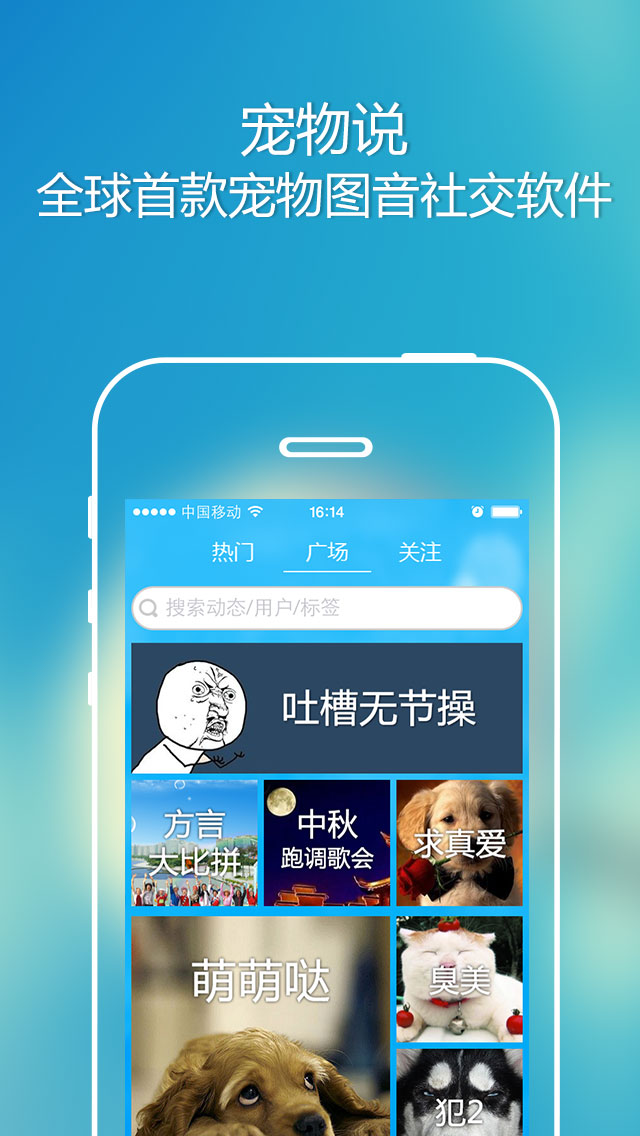 宠物说
全球首款宠物图音社交软件
中国移动 16:14
热门 广场 关注
搜索动态/用户/标签
吐槽无节操
方言
大比拼
中秋
跑调歌会
求真爱
萌萌哒
臭美
犯2